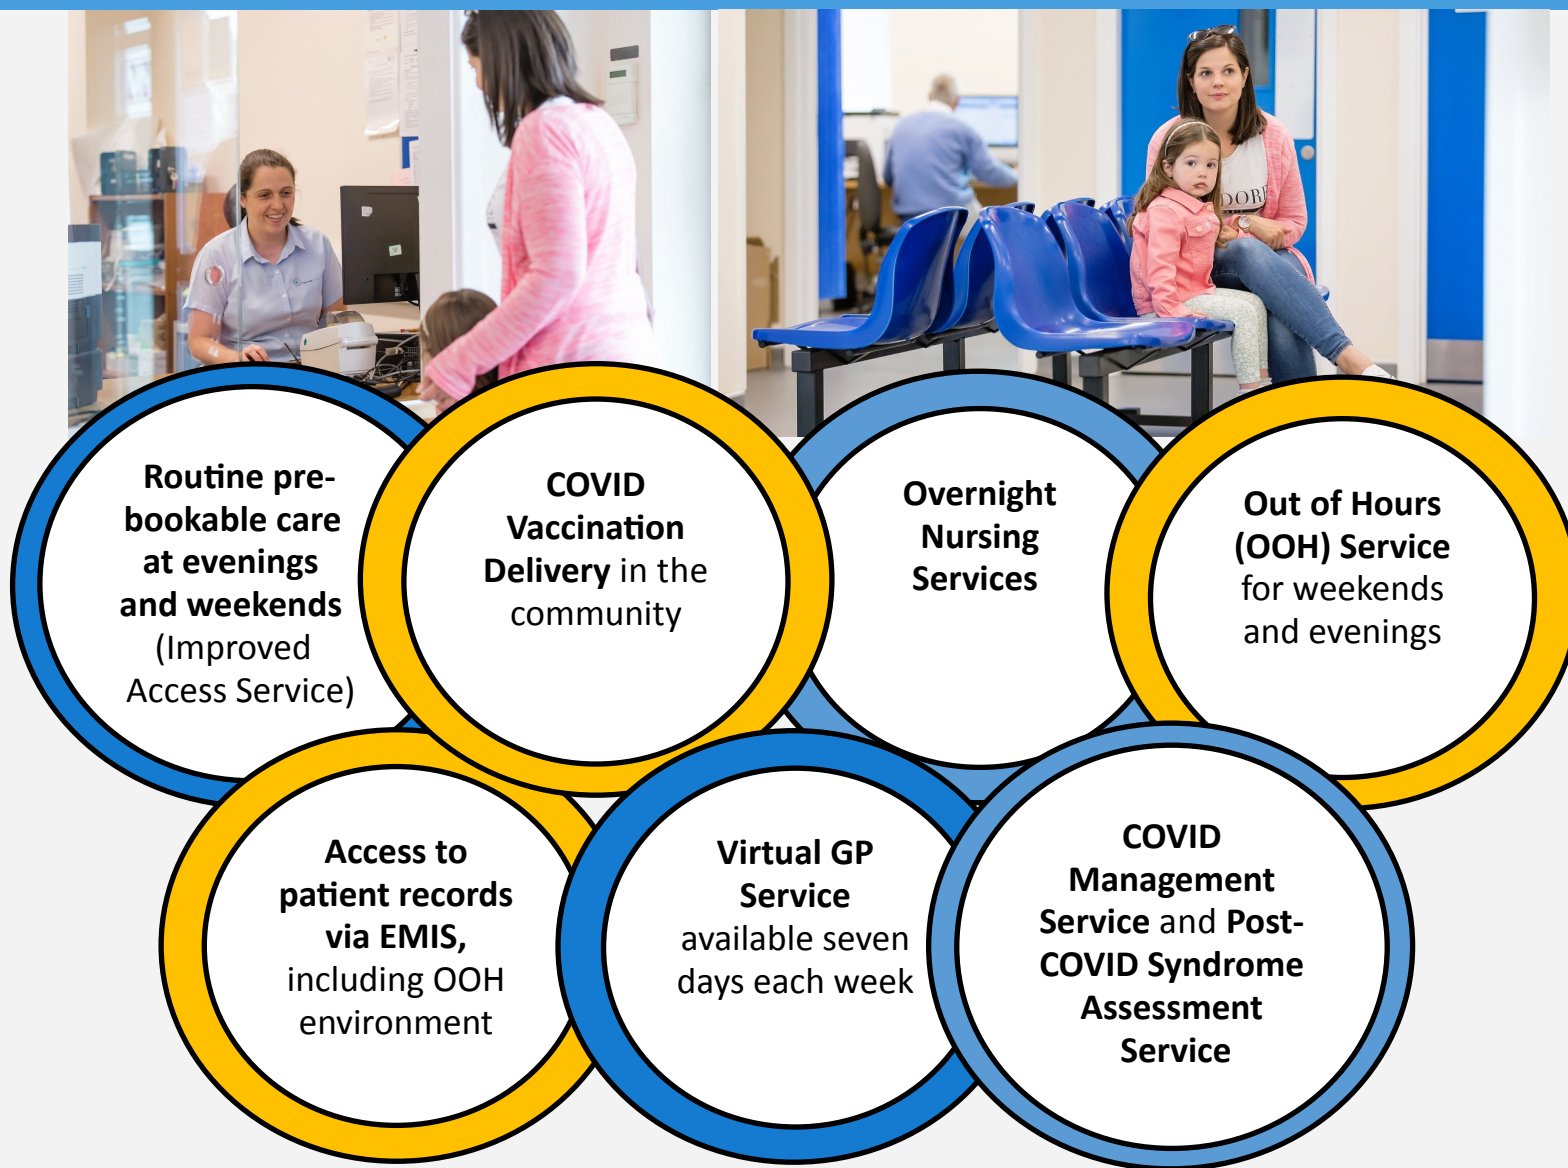 DORF
Routine pre-
bookable care
at evenings
and weekends
(Improved
Access Service)
COVID
Vaccination
Delivery in the
community
Overnight
Nursing
Services
Out of Hours
(OOH) Service
for weekends
and evenings
Access to
patient records
via EMIS,
including OOH
environment
Virtual GP
Service
available seven
days each week
COVID
Management
Service and Post-
COVID Syndrome
Assessment
Service